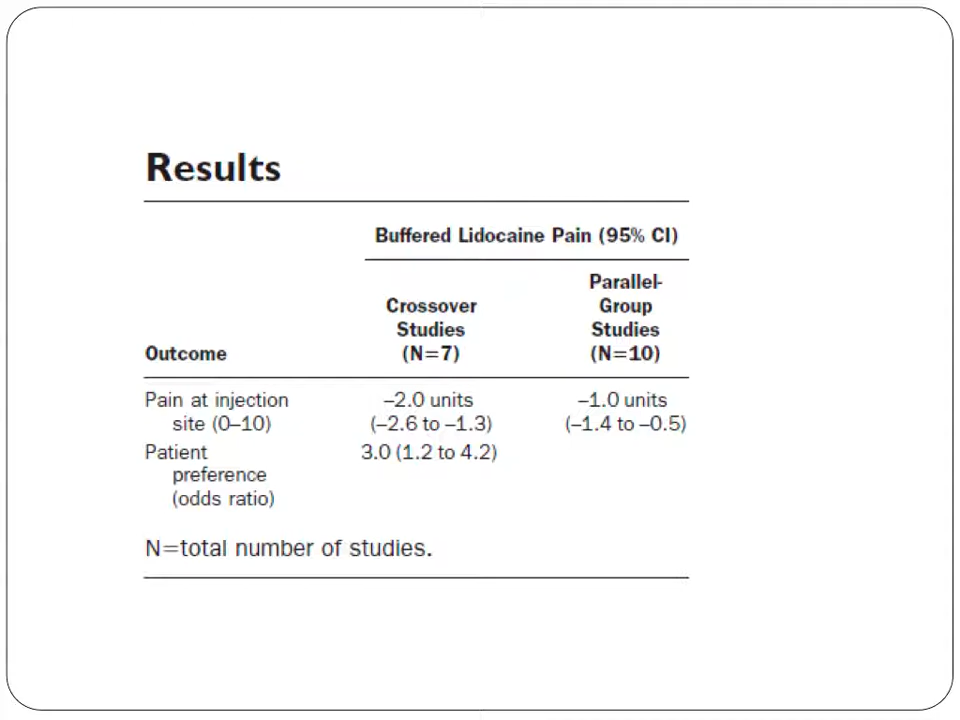 Results
Buffered Lidocaine Pain (95% CI)
Outcome
Crossover
Studies
(N=7)
Parallel-
Group
Studies
(N=10)
Pain at injection
site (0–10)
–2.0 units
(–2.6 to –1.3)
–1.0 units
(–1.4 to –0.5)
Patient
preference
(odds ratio)
3.0 (1.2 to 4.2)
N=total number of studies.